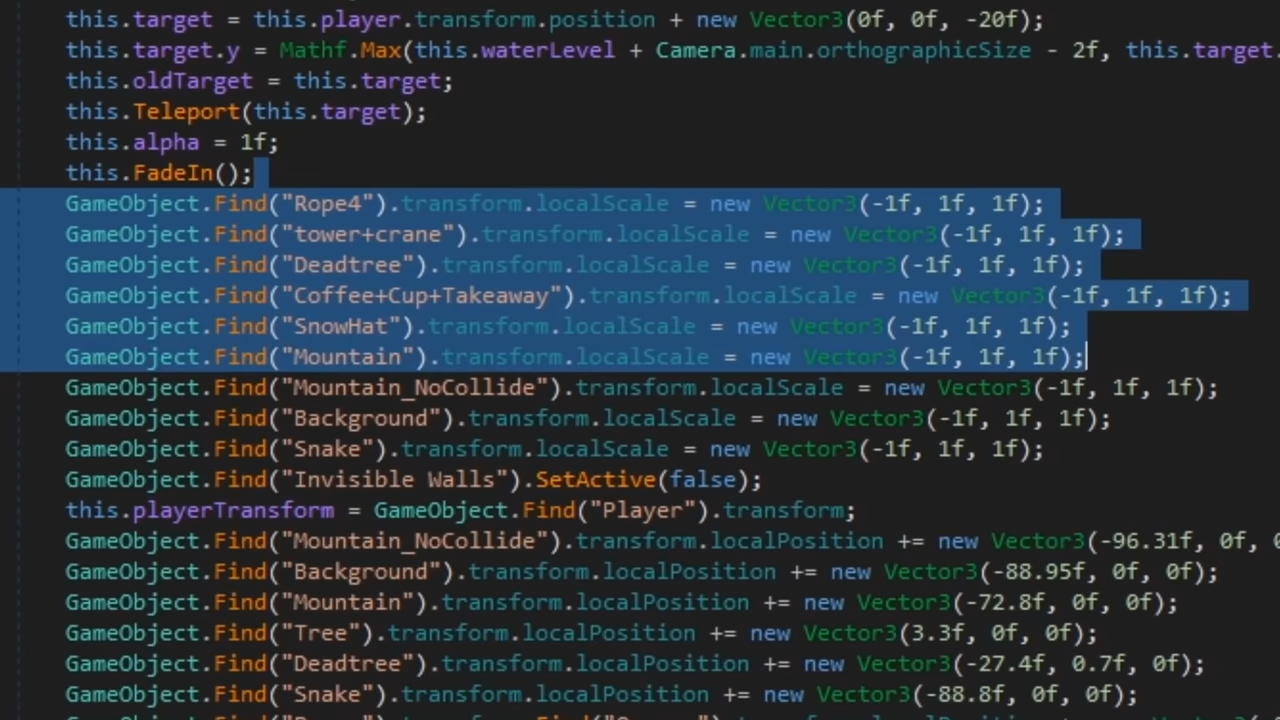 this.target = this.player.transform.position + new Vector3(0f, 0f, -20f);
this.target.y = Mathf.Max(this.waterLevel + Camera.main.orthographicSize - 2f, this.target.
this.oldTarget = this.target;
this.Teleport(this.target);
this.alpha = 1f;
this.FadeIn();
GameObject.Find("Rope4").transform.localScale = new Vector3(-1f, 1f, 1f);
GameObject.Find("tower+crane").transform.localScale = new Vector3(-1f, 1f, 1f);
GameObject.Find("Deadtree").transform.localScale = new Vector3(-1f, 1f, 1f);
GameObject.Find("Coffee+Cup+Takeaway").transform.localScale = new Vector3(-1f, 1f, 1f);
GameObject.Find("SnowHat").transform.localScale = new Vector3(-1f, 1f, 1f);
GameObject.Find("Mountain").transform.localScale = new Vector3(-1f, 1f, 1f);
GameObject.Find("Mountain_NoCollide").transform.localScale = new Vector3(-1f, 1f, 1f);
GameObject.Find("Background").transform.localScale = new Vector3(-1f, 1f, 1f);
GameObject.Find("Snake").transform.localScale = new Vector3(-1f, 1f, 1f);
GameObject.Find("Invisible Walls").SetActive(false);
this.playerTransform = GameObject.Find("Player").transform;
GameObject.Find("Mountain_NoCollide").transform.localPosition += new Vector3(-96.31f, 0f,
GameObject.Find("Background").transform.localPosition += new Vector3(-88.95f, 0f, 0f);
GameObject.Find("Mountain").transform.localPosition += new Vector3(-72.8f, 0f, 0f);
GameObject.Find("Tree").transform.localPosition += new Vector3(3.3f, 0f, 0f);
GameObject.Find("Deadtree").transform.localPosition += new Vector3(-27.4f, 0.7f, 0f);
GameObject.Find("Snake").transform.localPosition += new Vector3(-88.8f, 0f, 0f);